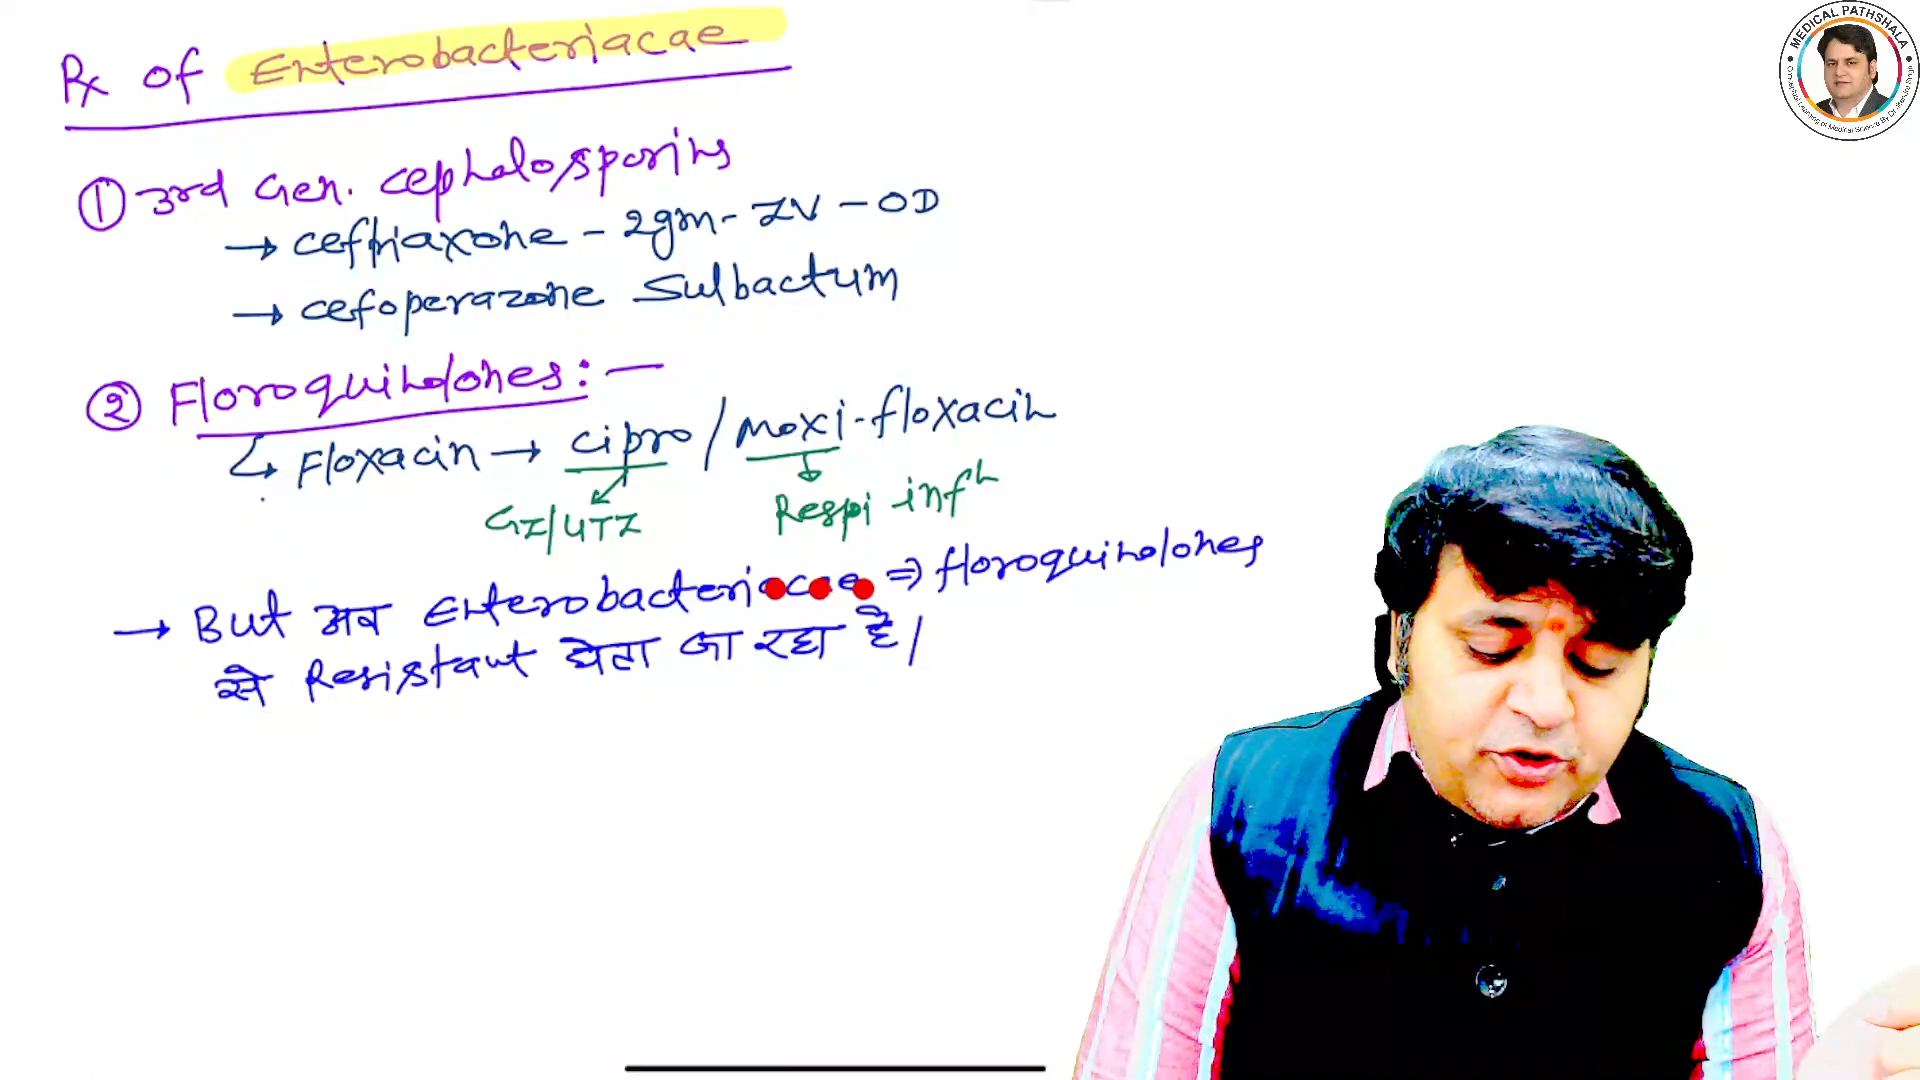 Rx of Enterobacteriacae
① 3rd Gen. cephalosporins
→ ceftriaxone - 2gm - IV - OD
→ cefoperazone Sulbactum
② Floroquinolones: —
↳ Floxacin → cipro / Moxi-floxacin
GI/UTI
Respi infn
→ But अब Enterobacteriacae ⇒ floroquinolones
से Resistant होता जा रहा है।
MEDICAL PATHSHALA